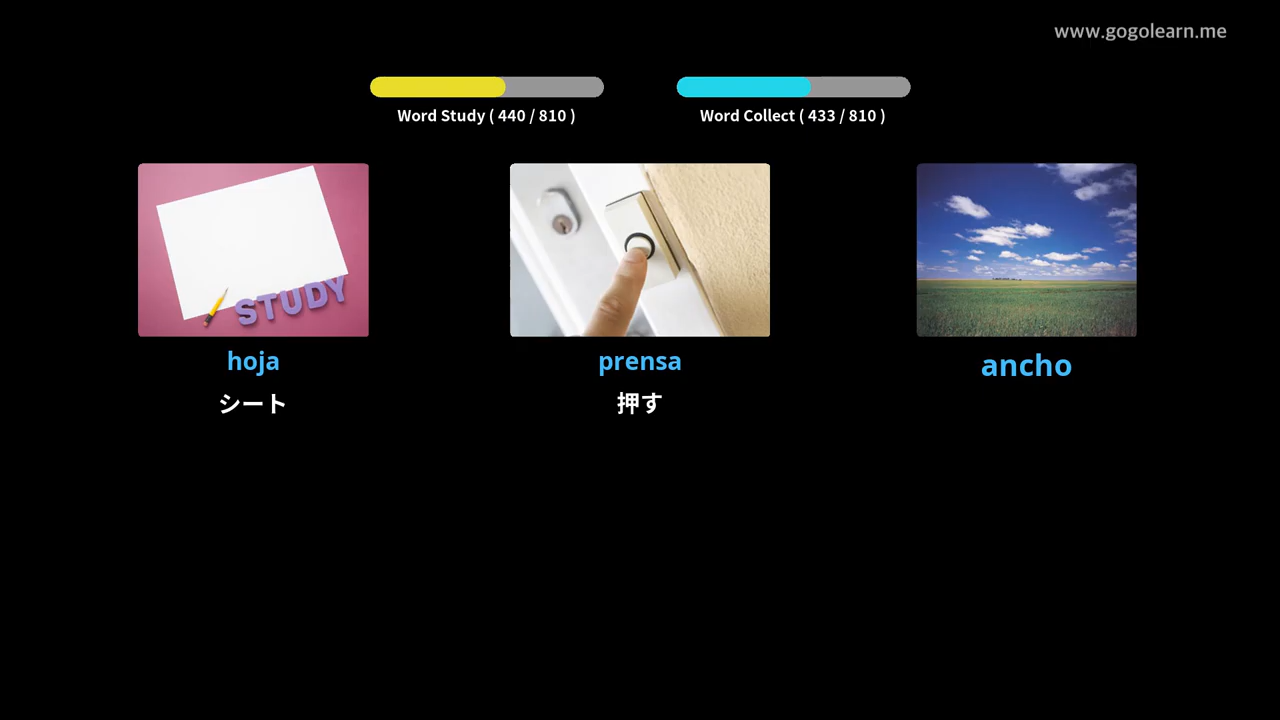 www.gogolearn.me
Word Study ( 440 / 810 )
Word Collect ( 433 / 810 )
STUDY
hoja
prensa
ancho
シート
押す